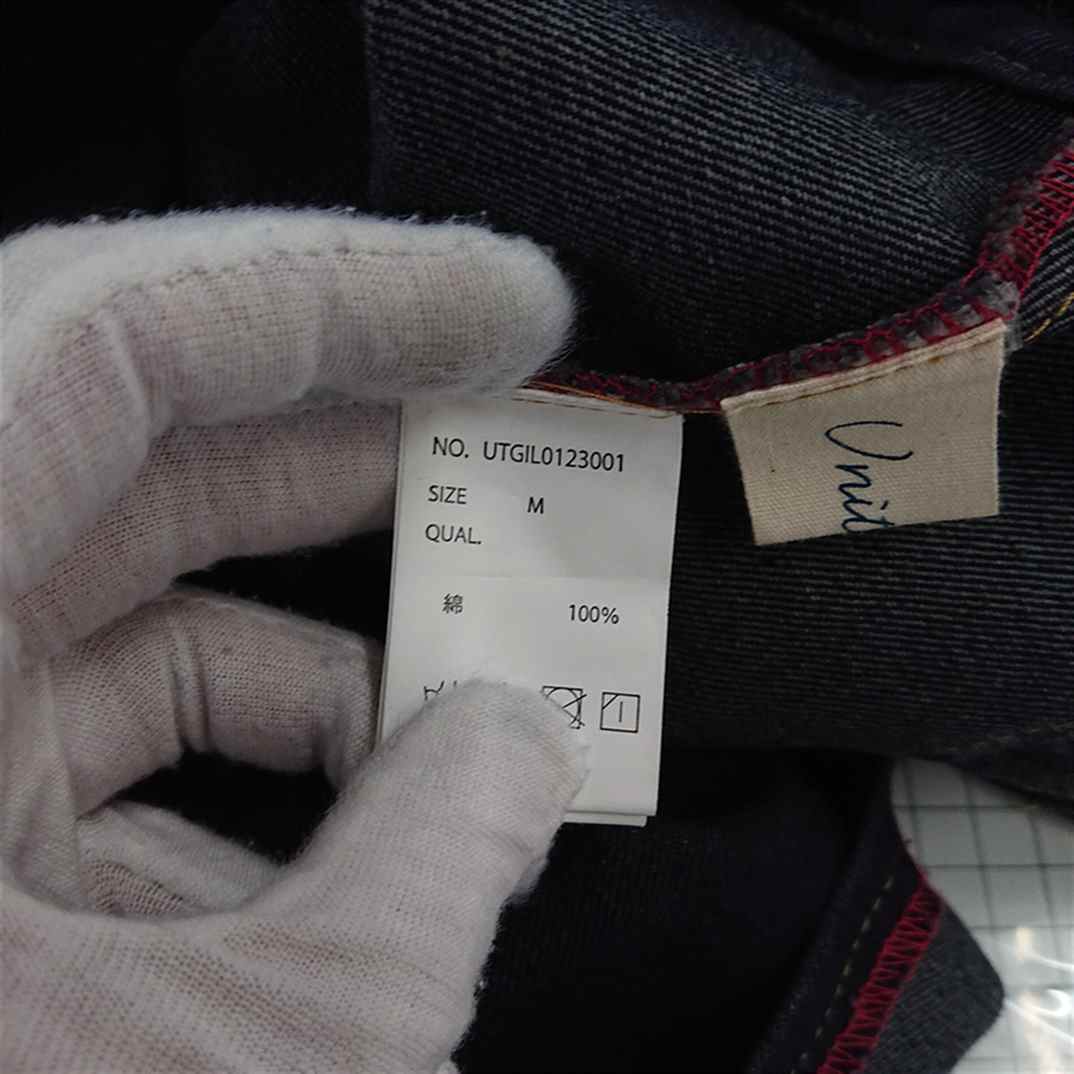 NO. UTGIL0123001
SIZE M
QUAL.
綿 100%
Unit